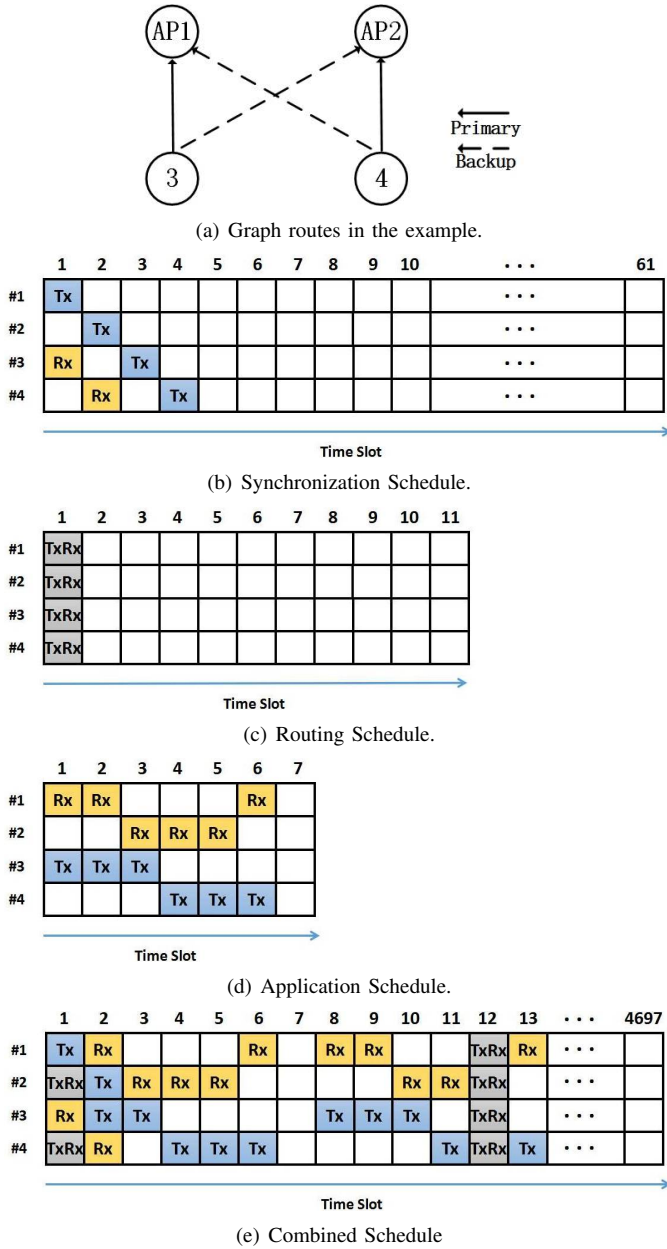 AP1 AP2
Primary
Backup
3 4
(a) Graph routes in the example.
1 2 3 4 5 6 7 8 9 10 · · · 61
#1 Tx · · ·
#2 Tx · · ·
#3 Rx Tx · · ·
#4 Rx Tx · · ·
Time Slot
(b) Synchronization Schedule.
1 2 3 4 5 6 7 8 9 10 11
#1 TxRx
#2 TxRx
#3 TxRx
#4 TxRx
Time Slot
(c) Routing Schedule.
1 2 3 4 5 6 7
#1 Rx Rx Rx
#2 Rx Rx Rx
#3 Tx Tx Tx
#4 Tx Tx Tx
Time Slot
(d) Application Schedule.
1 2 3 4 5 6 7 8 9 10 11 12 13 · · · 4697
#1 Tx Rx Rx Rx Rx TxRx Rx · · ·
#2 TxRx Tx Rx Rx Rx Rx Rx TxRx · · ·
#3 Rx Tx Tx Tx Tx Tx TxRx · · ·
#4 TxRx Rx Tx Tx Tx Tx TxRx Tx · · ·
Time Slot
(e) Combined Schedule